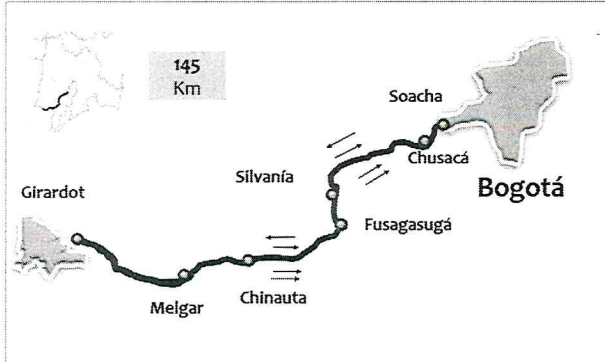 145
Km
Soacha
Chusacá
Bogotá
Silvanía
Girardot
Fusagasugá
Melgar
Chinauta